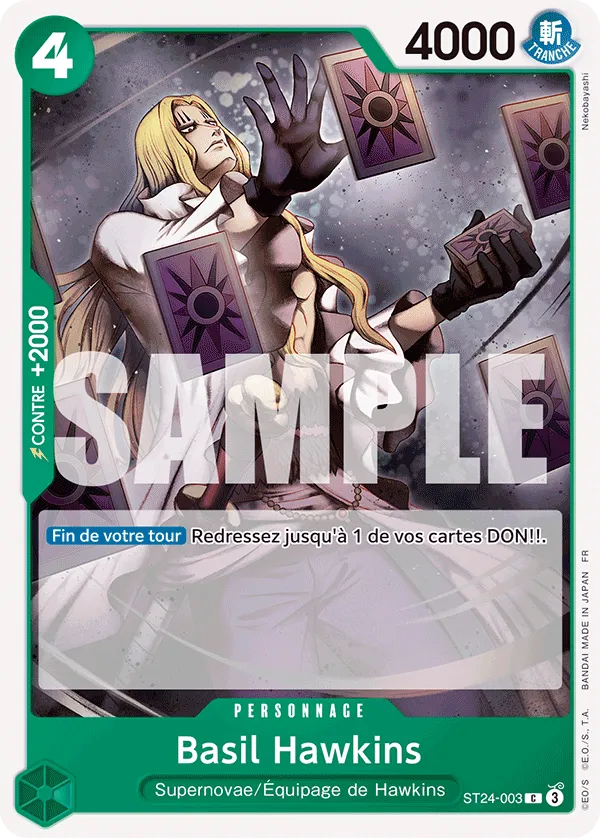 4
4000
斬
TRANCHE
Nekobayashi
CONTRE +2000
SAMPLE
Fin de votre tour Redressez jusqu'à 1 de vos cartes DON!!.
PERSONNAGE
Basil Hawkins
Supernovae/Équipage de Hawkins
ST24-003 C 3
©E.O/S ©E.O./S., T.A. BANDAI MADE IN JAPAN FR